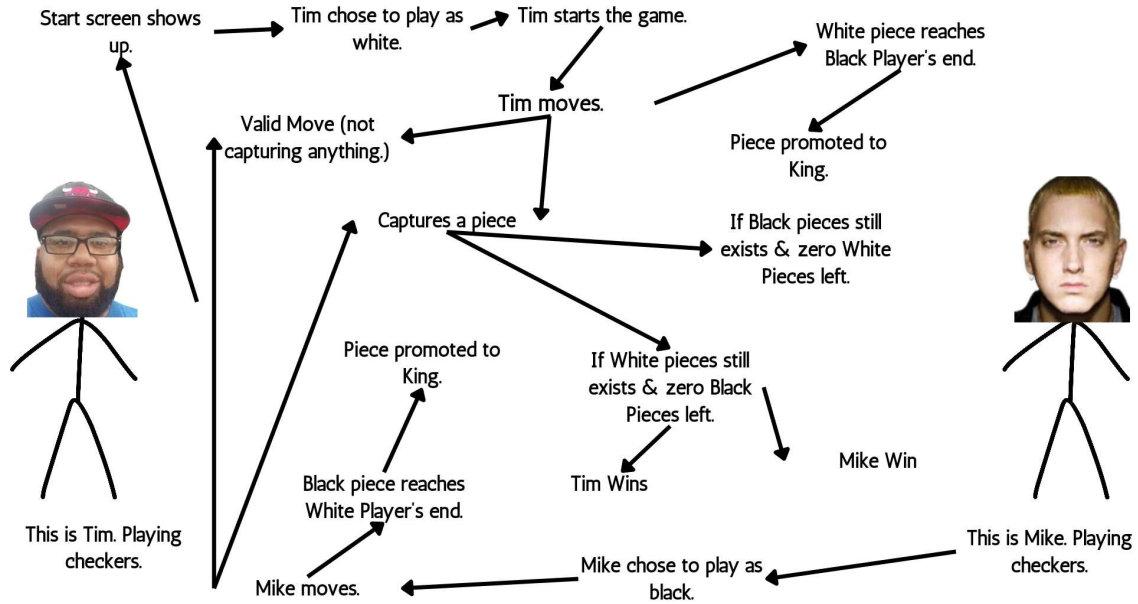 Start screen shows
up.
Tim chose to play as
white.
Tim starts the game.
White piece reaches
Black Player's end.
Tim moves.
Valid Move (not
capturing anything.)
Piece promoted to
King.
Captures a piece
If Black pieces still
exists & zero White
Pieces left.
Piece promoted to
King.
If White pieces still
exists & zero Black
Pieces left.
Mike Win
Tim Wins
Black piece reaches
White Player's end.
This is Tim. Playing
checkers.
This is Mike. Playing
checkers.
Mike moves.
Mike chose to play as
black.